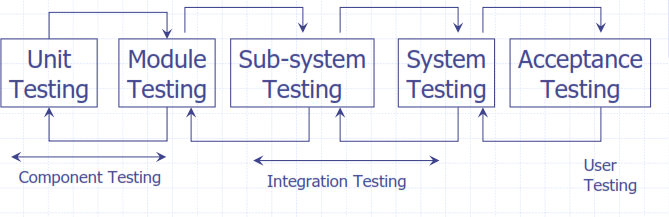 Unit
Testing
Module
Testing
Sub-system
Testing
System
Testing
Acceptance
Testing
Component Testing
Integration Testing
User
Testing